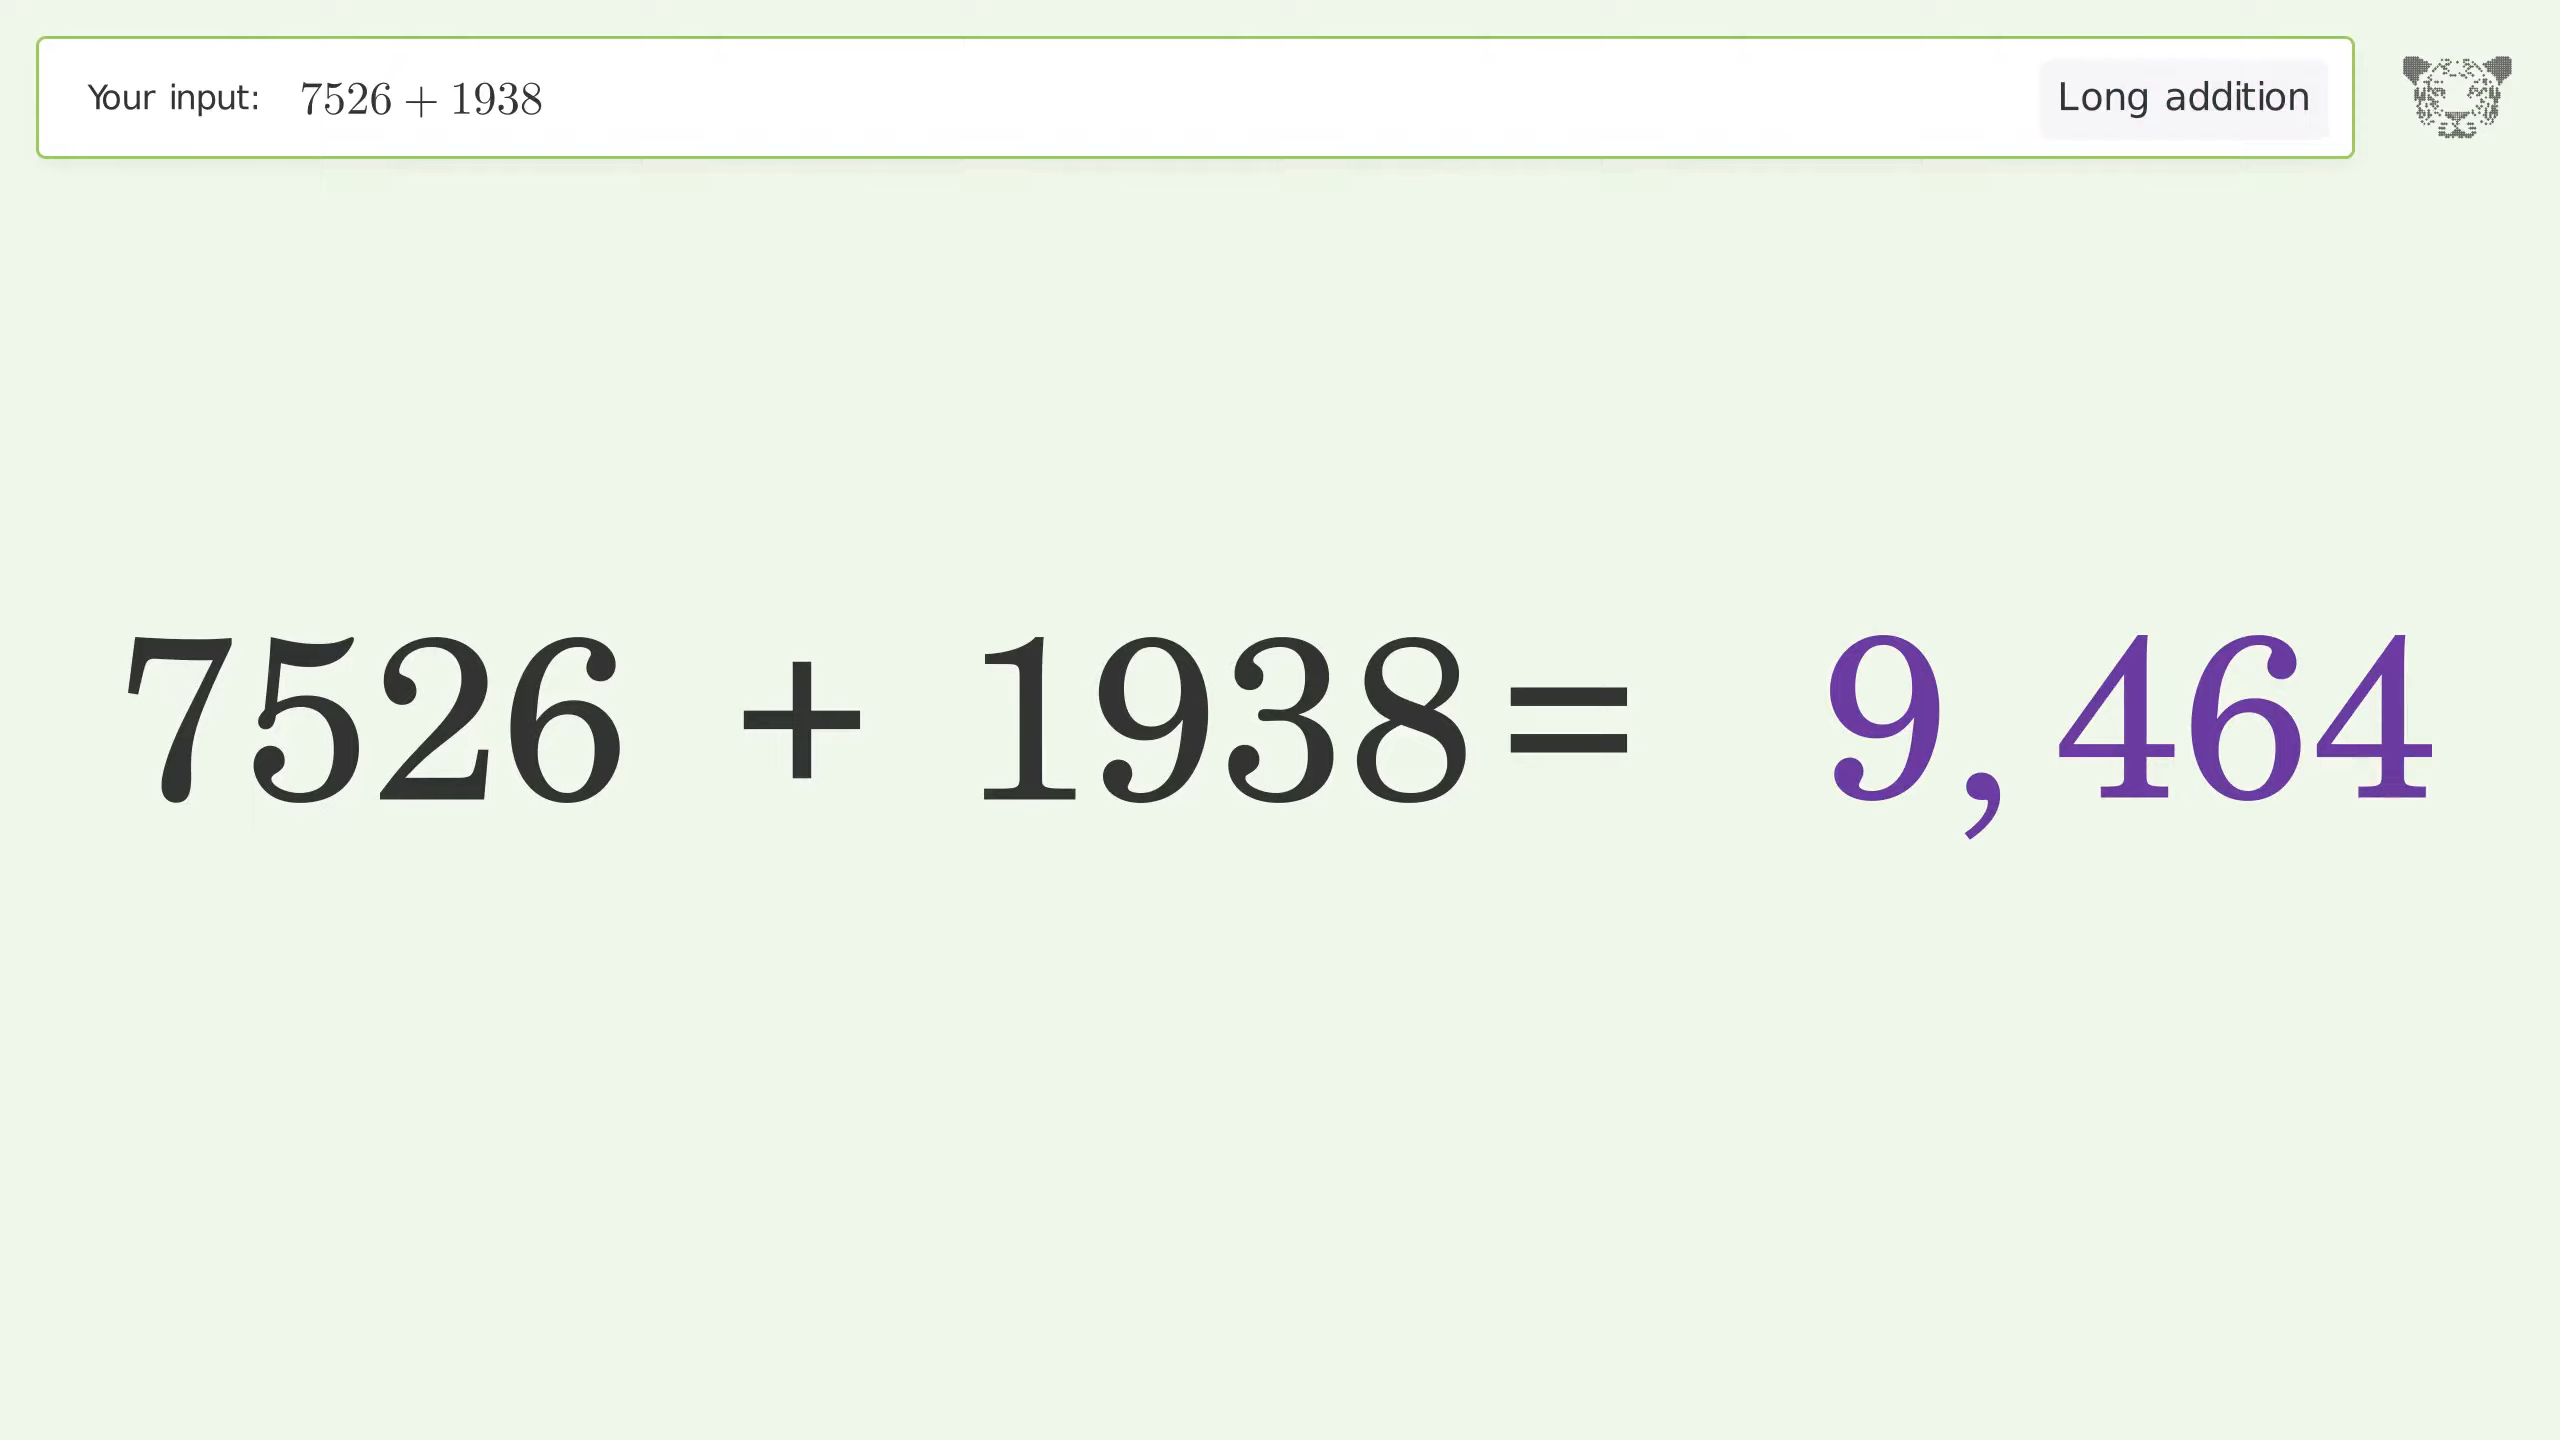 Your input: 7526 + 1938 Long addition
7526 + 1938 = 9,464